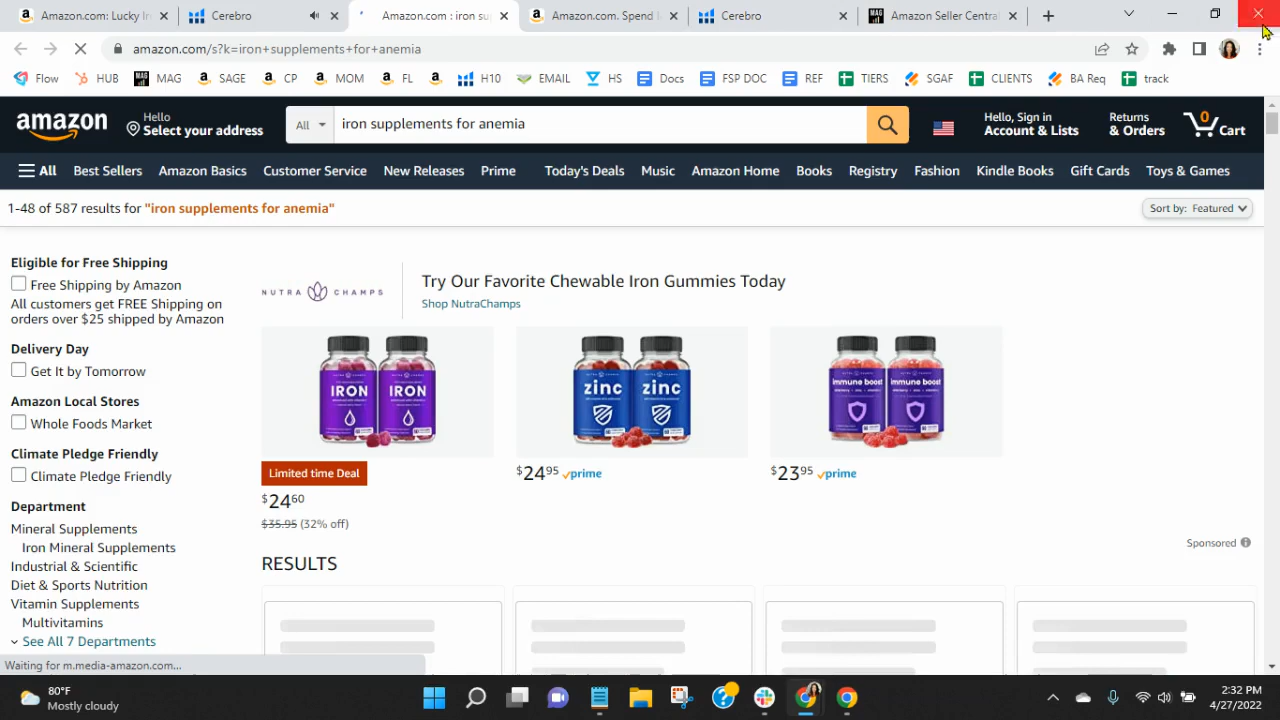 Amazon.com: Lucky Ir
Cerebro
Amazon.com : iron su
Amazon.com. Spend l
Cerebro
Amazon Seller Centra
amazon.com/s?k=iron+supplements+for+anemia
Flow
HUB
MAG
SAGE
CP
MOM
FL
H10
EMAIL
HS
Docs
FSP DOC
REF
TIERS
SGAF
CLIENTS
BA Req
track
amazon
Hello
Select your address
All
iron supplements for anemia
Hello, Sign in
Account & Lists
Returns
& Orders
0
Cart
All
Best Sellers
Amazon Basics
Customer Service
New Releases
Prime
Today's Deals
Music
Amazon Home
Books
Registry
Fashion
Kindle Books
Gift Cards
Toys & Games
1-48 of 587 results for "iron supplements for anemia"
Sort by: Featured
Eligible for Free Shipping
Free Shipping by Amazon
All customers get FREE Shipping on
orders over $25 shipped by Amazon
Delivery Day
Get It by Tomorrow
Amazon Local Stores
Whole Foods Market
Climate Pledge Friendly
Climate Pledge Friendly
Department
Mineral Supplements
Iron Mineral Supplements
Industrial & Scientific
Diet & Sports Nutrition
Vitamin Supplements
Multivitamins
See All 7 Departments
NUTRA CHAMPS
Try Our Favorite Chewable Iron Gummies Today
Shop NutraChamps
IRON
IRON
zinc
zinc
immune boost
immune boost
Limited time Deal
$2460
$35.95 (32% off)
$2495 prime
$2395 prime
Sponsored
RESULTS
Waiting for m.media-amazon.com...
80°F
Mostly cloudy
2:32 PM
4/27/2022